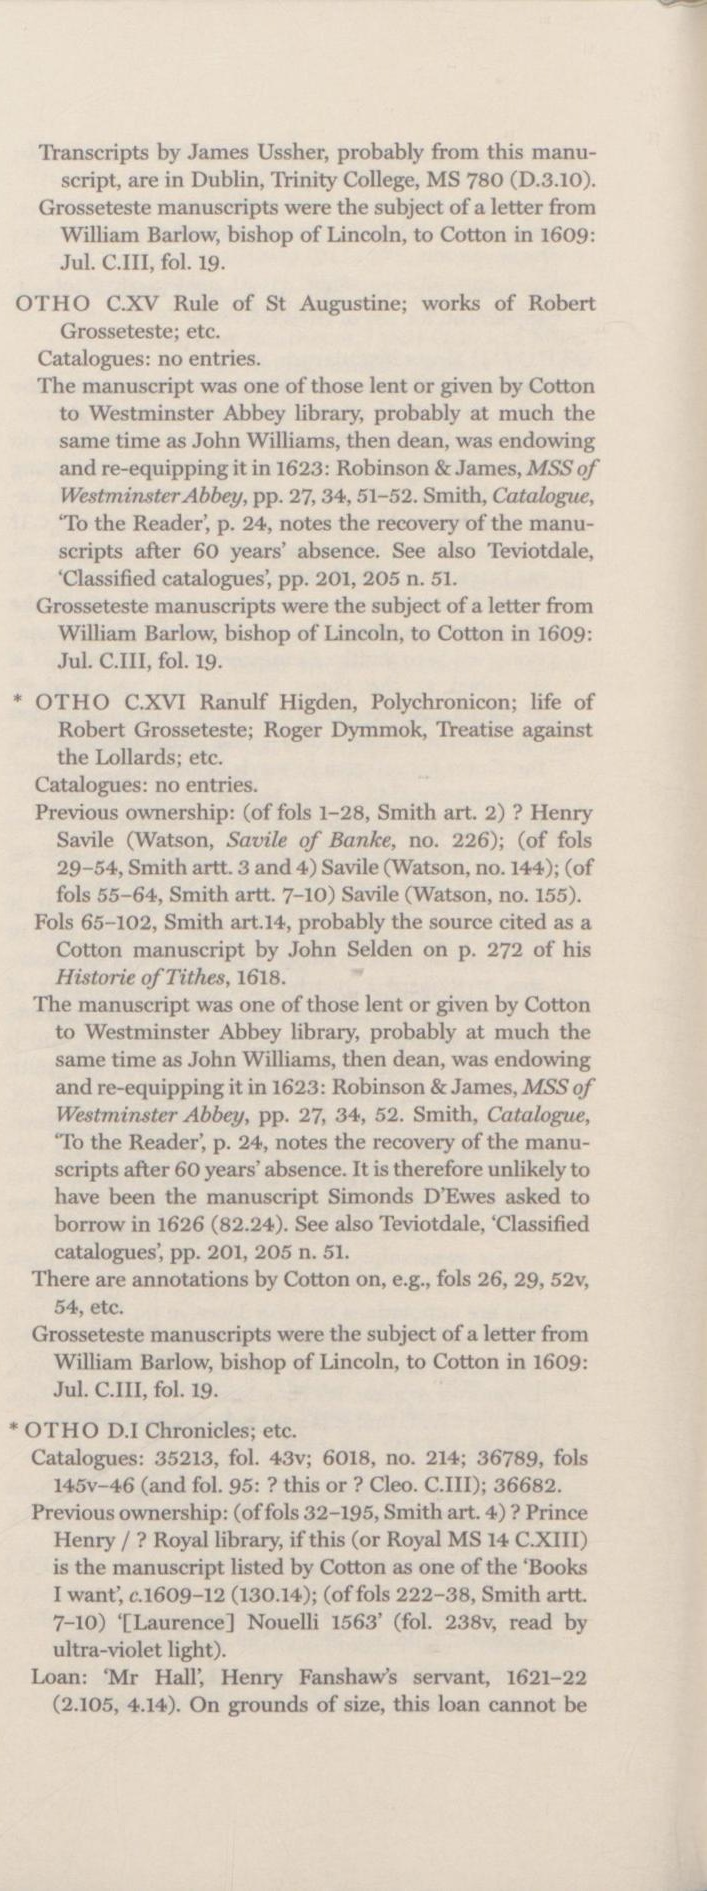 Transcripts by James Ussher, probably from this manu-
script, are in Dublin, Trinity College, MS 780 (D.3.10).
Grosseteste manuscripts were the subject of a letter from
William Barlow, bishop of Lincoln, to Cotton in 1609:
Jul. C.III, fol. 19.
OTHO C.XV Rule of St Augustine; works of Robert
Grosseteste; etc.
Catalogues: no entries.
The manuscript was one of those lent or given by Cotton
to Westminster Abbey library, probably at much the
same time as John Williams, then dean, was endowing
and re-equipping it in 1623: Robinson & James, MSS of
Westminster Abbey, pp. 27, 34, 51–52. Smith, Catalogue,
‘To the Reader’, p. 24, notes the recovery of the manu-
scripts after 60 years’ absence. See also Teviotdale,
‘Classified catalogues’, pp. 201, 205 n. 51.
Grosseteste manuscripts were the subject of a letter from
William Barlow, bishop of Lincoln, to Cotton in 1609:
Jul. C.III, fol. 19.
* OTHO C.XVI Ranulf Higden, Polychronicon; life of
Robert Grosseteste; Roger Dymmok, Treatise against
the Lollards; etc.
Catalogues: no entries.
Previous ownership: (of fols 1–28, Smith art. 2) ? Henry
Savile (Watson, Savile of Banke, no. 226); (of fols
29–54, Smith artt. 3 and 4) Savile (Watson, no. 144); (of
fols 55–64, Smith artt. 7–10) Savile (Watson, no. 155).
Fols 65–102, Smith art.14, probably the source cited as a
Cotton manuscript by John Selden on p. 272 of his
Historie of Tithes, 1618.
The manuscript was one of those lent or given by Cotton
to Westminster Abbey library, probably at much the
same time as John Williams, then dean, was endowing
and re-equipping it in 1623: Robinson & James, MSS of
Westminster Abbey, pp. 27, 34, 52. Smith, Catalogue,
‘To the Reader’, p. 24, notes the recovery of the manu-
scripts after 60 years’ absence. It is therefore unlikely to
have been the manuscript Simonds D’Ewes asked to
borrow in 1626 (82.24). See also Teviotdale, ‘Classified
catalogues’, pp. 201, 205 n. 51.
There are annotations by Cotton on, e.g., fols 26, 29, 52v,
54, etc.
Grosseteste manuscripts were the subject of a letter from
William Barlow, bishop of Lincoln, to Cotton in 1609:
Jul. C.III, fol. 19.
* OTHO D.I Chronicles; etc.
Catalogues: 35213, fol. 43v; 6018, no. 214; 36789, fols
145v–46 (and fol. 95: ? this or ? Cleo. C.III); 36682.
Previous ownership: (of fols 32–195, Smith art. 4) ? Prince
Henry / ? Royal library, if this (or Royal MS 14 C.XIII)
is the manuscript listed by Cotton as one of the ‘Books
I want’, c.1609–12 (130.14); (of fols 222–38, Smith artt.
7–10) ‘[Laurence] Nouelli 1563’ (fol. 238v, read by
ultra-violet light).
Loan: ‘Mr Hall’, Henry Fanshaw’s servant, 1621–22
(2.105, 4.14). On grounds of size, this loan cannot be